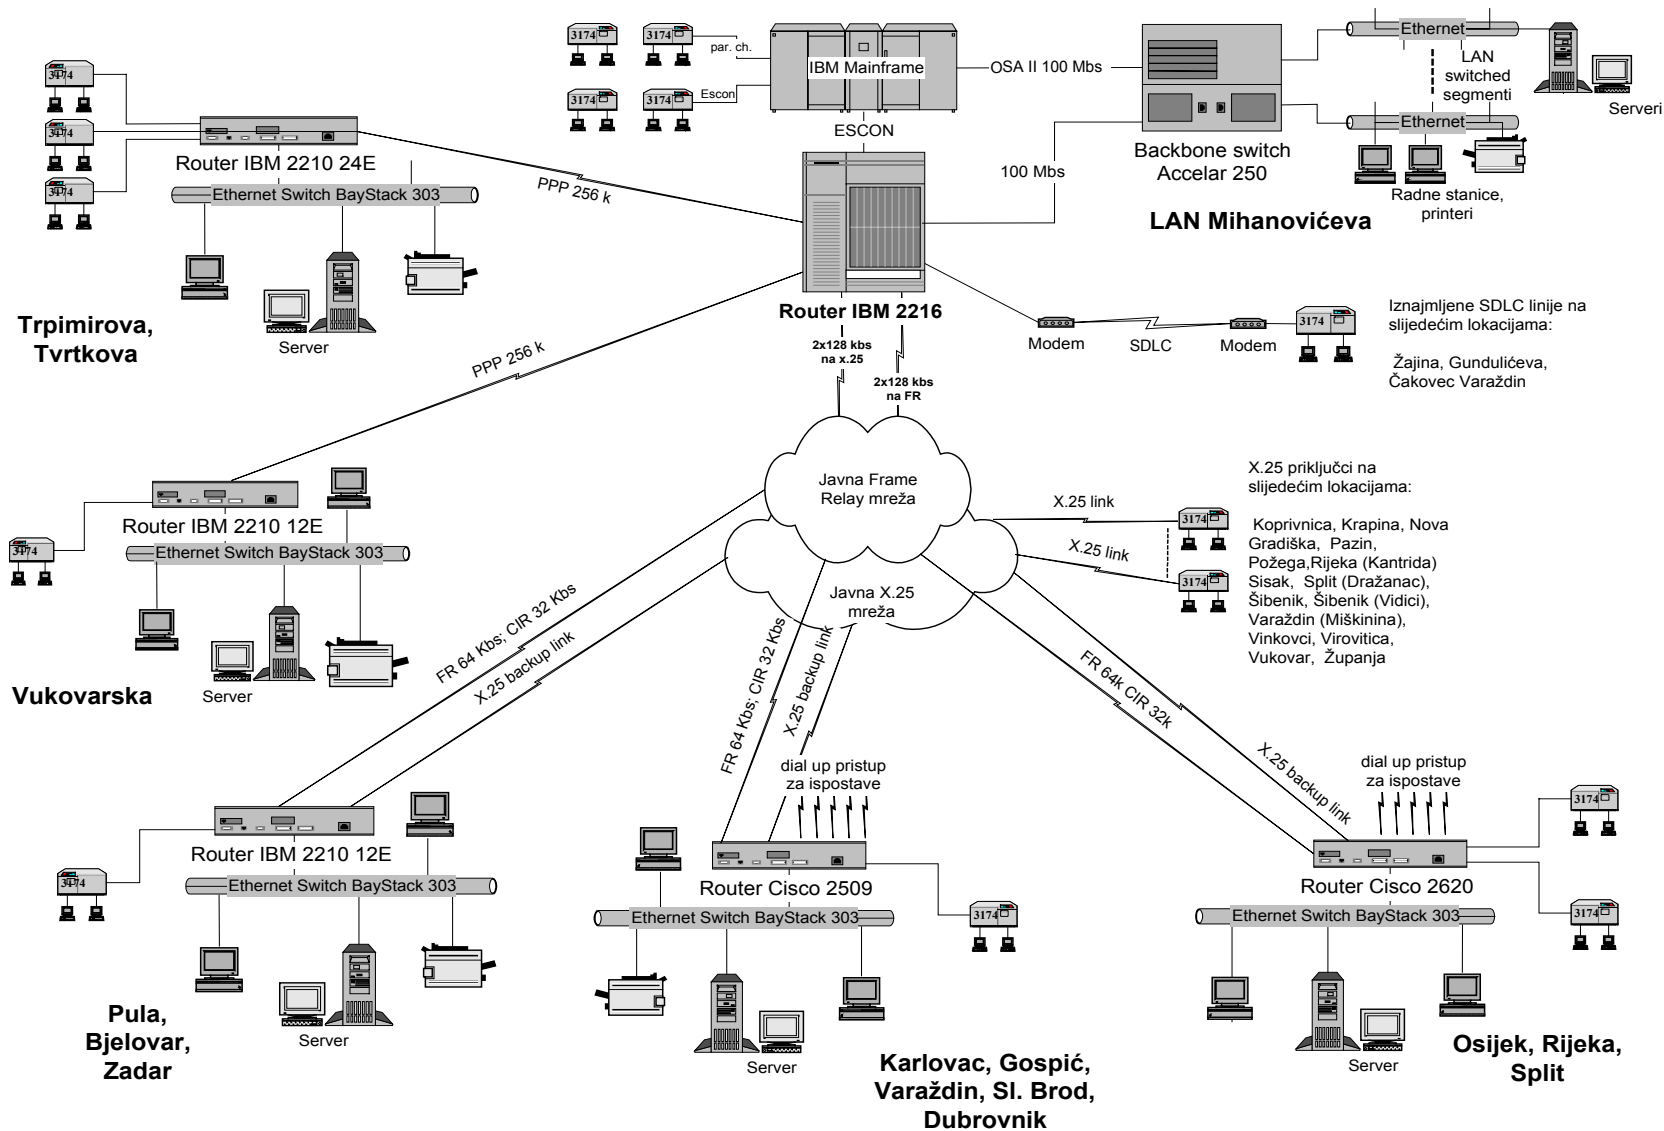 3174
3174
par. ch.
IBM Mainframe
OSA II 100 Mbs
Ethernet
LAN
switched
segmenti
Serveri
3174
3174
Escon
ESCON
Ethernet
Backbone switch
Accelar 250
Radne stanice,
printeri
LAN Mihanovićeva
100 Mbs
3174
3174
3174
Router IBM 2210 24E
Ethernet Switch BayStack 303
PPP 256 k
Server
Trpimirova,
Tvrtkova
Router IBM 2216
Modem
SDLC
Modem
3174
Iznajmljene SDLC linije na
slijedećim lokacijama:
Žajina, Gundulićeva,
Čakovec Varaždin
2x128 kbs
na x.25
2x128 kbs
na FR
PPP 256 k
Javna Frame
Relay mreža
Javna X.25
mreža
X.25 link
X.25 link
3174
3174
X.25 priključci na
slijedećim lokacijama:
Koprivnica, Krapina, Nova
Gradiška, Pazin,
Požega,Rijeka (Kantrida)
Sisak, Split (Dražanac),
Šibenik, Šibenik (Vidici),
Varaždin (Miškinina),
Vinkovci, Virovitica,
Vukovar, Županja
Router IBM 2210 12E
3174
Ethernet Switch BayStack 303
Server
Vukovarska
FR 64 Kbs; CIR 32 Kbs
X.25 backup link
FR 64 Kbs; CIR 32 Kbs
X.25 backup link
FR 64k CIR 32k
X.25 backup link
Router IBM 2210 12E
3174
Ethernet Switch BayStack 303
Server
Pula,
Bjelovar,
Zadar
dial up pristup
za ispostave
Router Cisco 2509
Ethernet Switch BayStack 303
3174
Server
Karlovac, Gospić,
Varaždin, Sl. Brod,
Dubrovnik
dial up pristup
za ispostave
3174
Router Cisco 2620
3174
Ethernet Switch BayStack 303
Server
Osijek, Rijeka,
Split